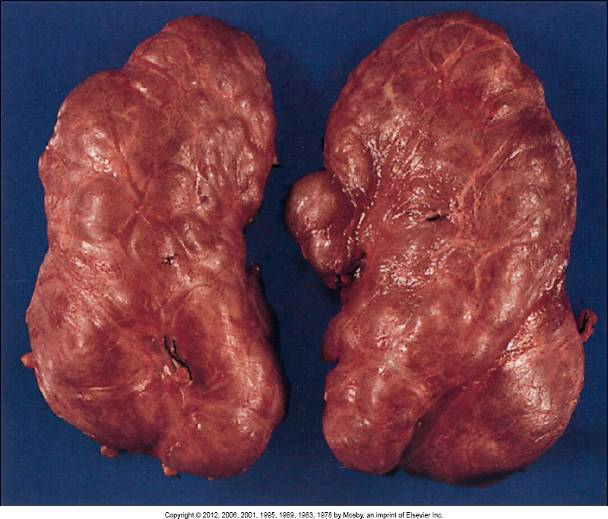 Copyright © 2012, 2006, 2001, 1995, 1989, 1983, 1978 by Mosby, an imprint of Elsevier Inc.